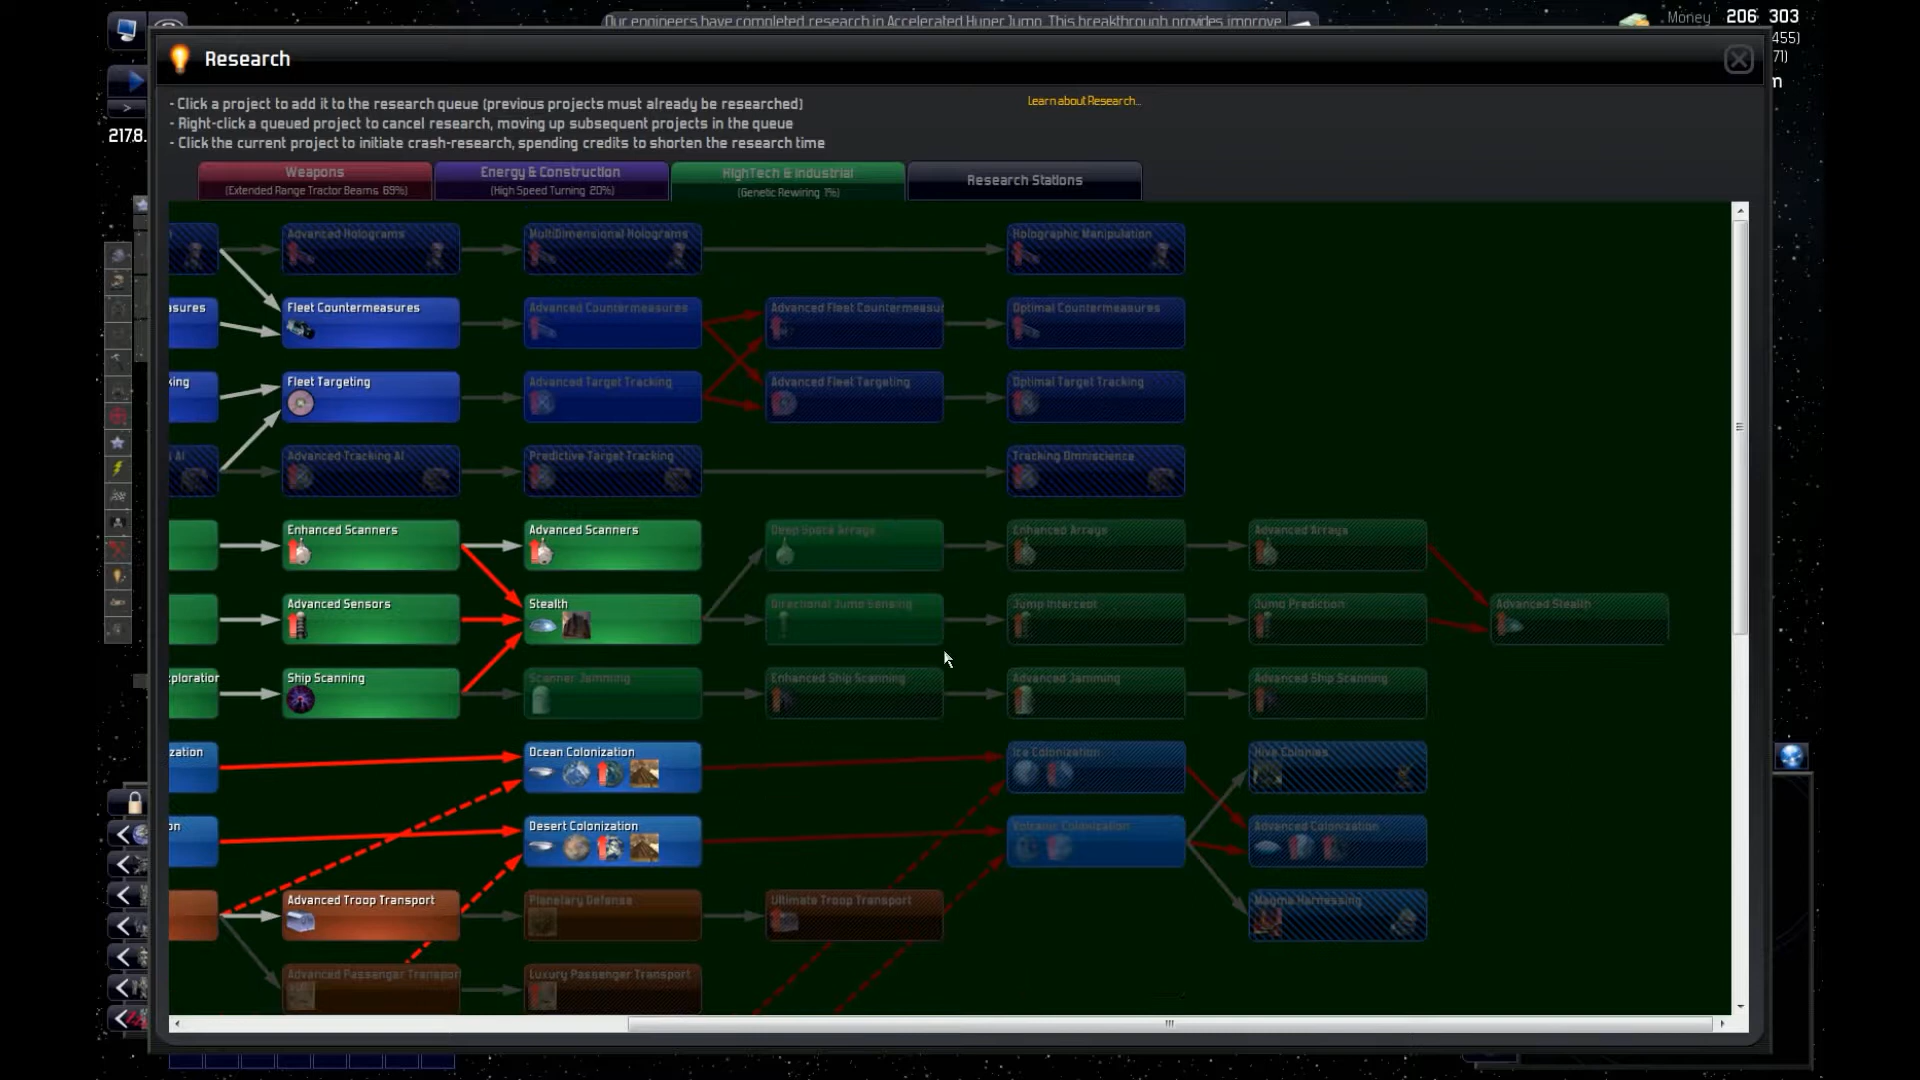 Our engineers have completed research in Accelerated Hyper Jump. This breakthrough provides improve
Money 206 303
455)
71)
m
Research
- Click a project to add it to the research queue (previous projects must already be researched)
- Right-click a queued project to cancel research, moving up subsequent projects in the queue
- Click the current project to initiate crash-research, spending credits to shorten the research time
Learn about Research...
>
2178.
Weapons
(Extended Range Tractor Beams 69%)
Energy & Construction
(High Speed Turning 20%)
HighTech & Industrial
(Genetic Rewiring 1%)
Research Stations
Advanced Holograms
MultiDimensional Holograms
Holographic Manipulation
asures
Fleet Countermeasures
Advanced Countermeasures
Advanced Fleet Countermeasur
Optimal Countermeasures
king
Fleet Targeting
Advanced Target Tracking
Advanced Fleet Targeting
Optimal Target Tracking
AI
Advanced Tracking AI
Predictive Target Tracking
Tracking Omniscience
Enhanced Scanners
Advanced Scanners
Deep Space Arrays
Enhanced Arrays
Advanced Arrays
Advanced Sensors
Stealth
Directional Jump Sensing
Jump Intercept
Jump Prediction
Advanced Stealth
xploration
Ship Scanning
Scanner Jamming
Enhanced Ship Scanning
Advanced Jamming
Advanced Ship Scanning
zation
Ocean Colonization
Ice Colonization
Hive Colonies
on
Desert Colonization
Volcanic Colonization
Advanced Colonization
Advanced Troop Transport
Planetary Defense
Ultimate Troop Transport
Magma Harnessing
Advanced Passenger Transpor
Luxury Passenger Transport